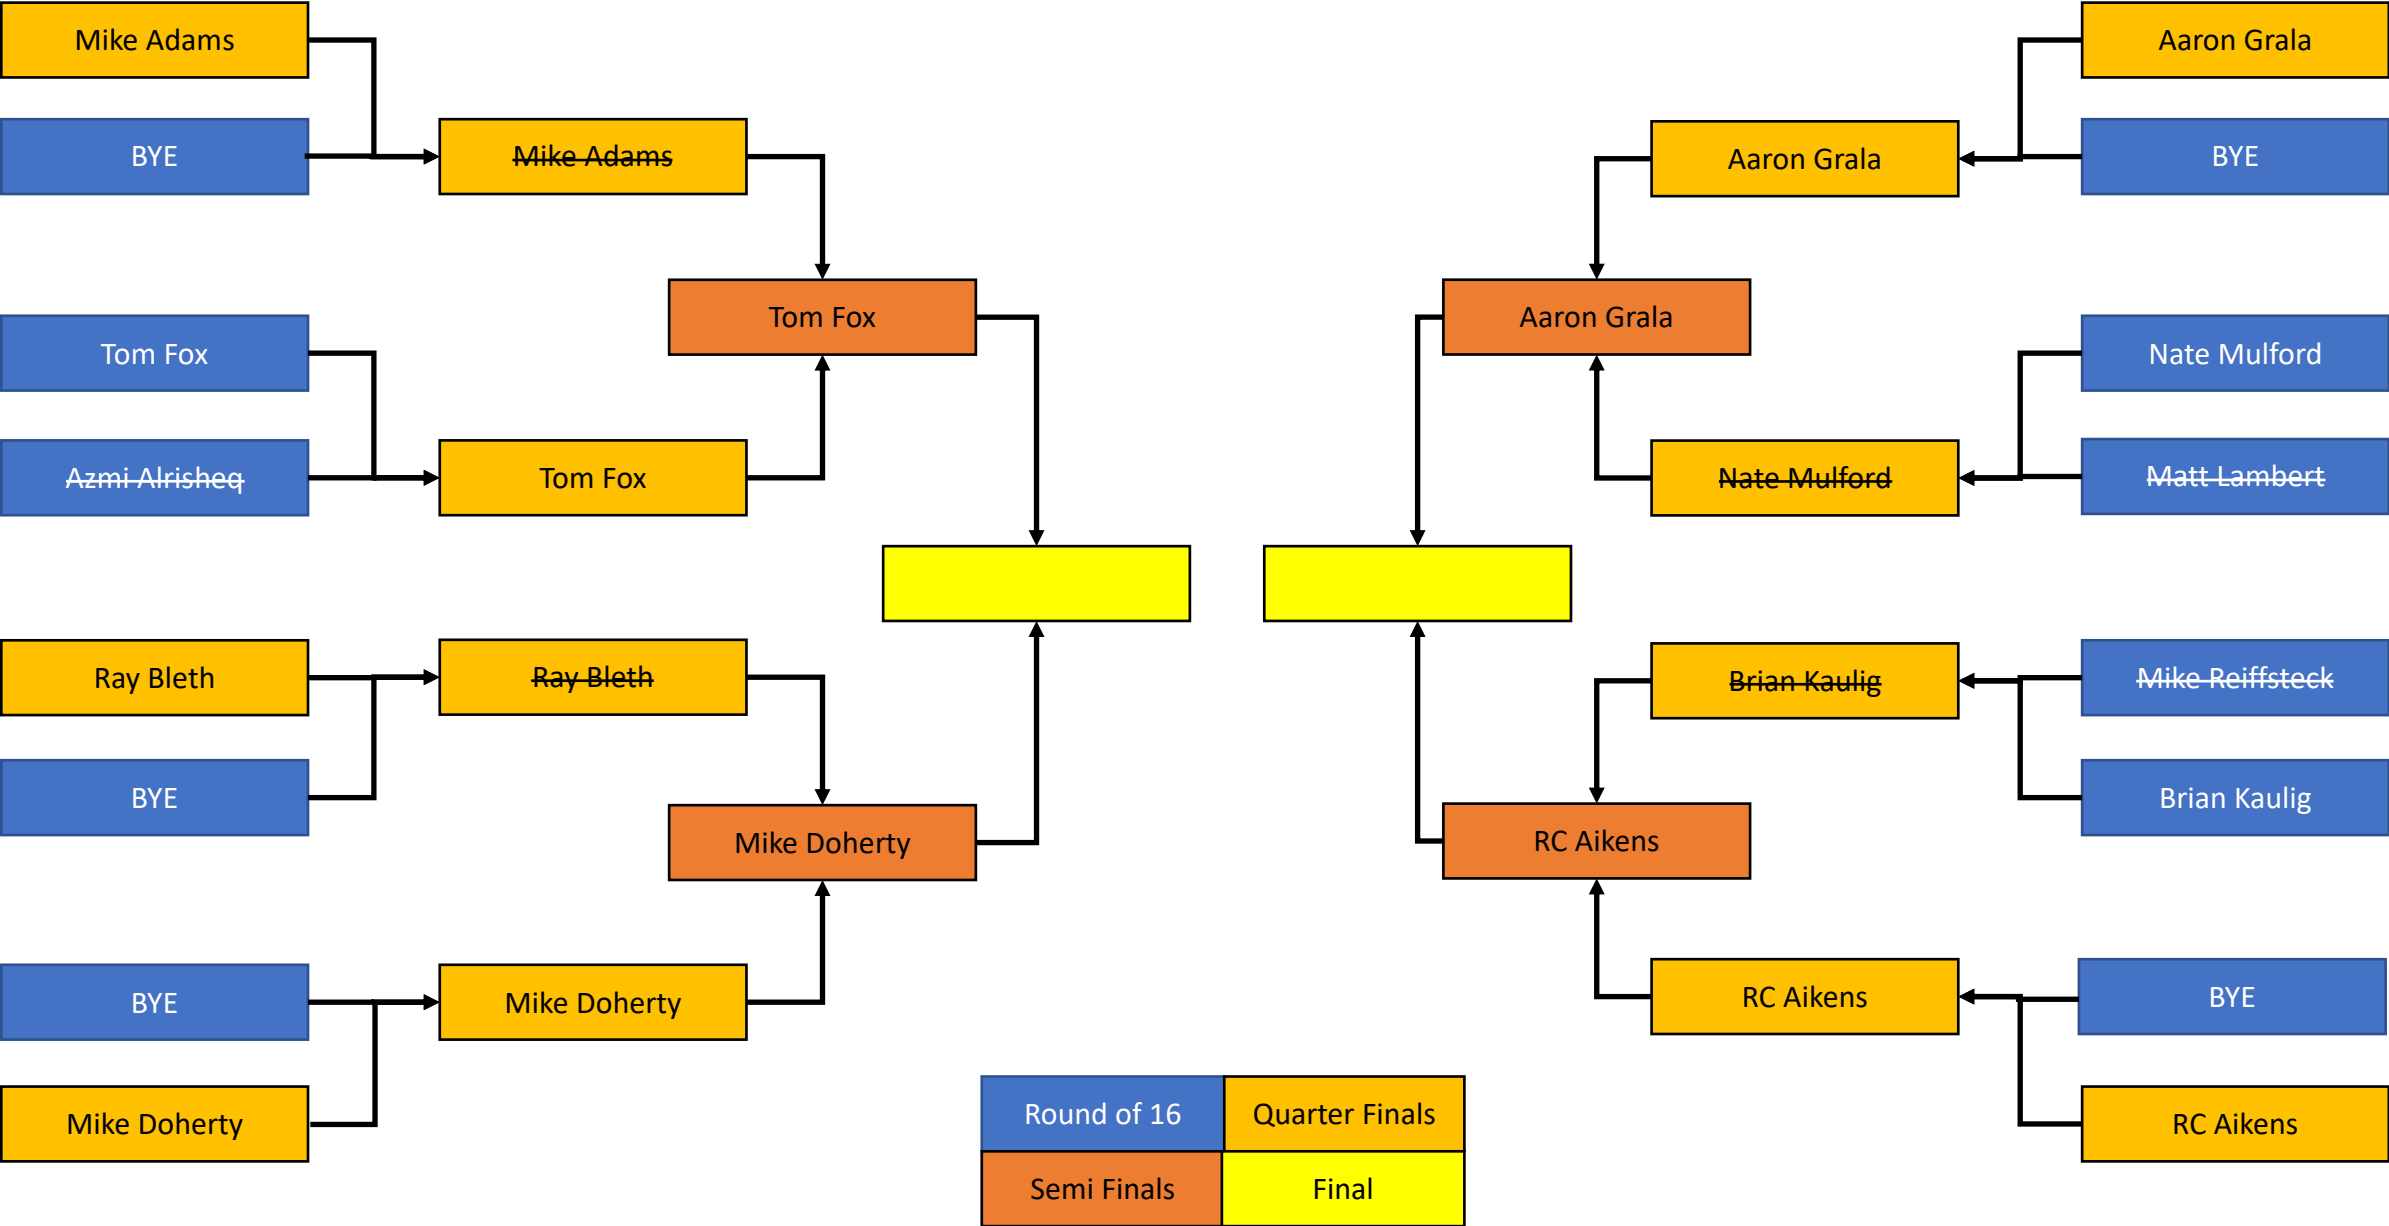 Mike Adams
BYE
Mike Adams
Tom Fox
Azmi Alrisheq
Tom Fox
Tom Fox
Ray Bleth
BYE
Ray Bleth
BYE
Mike Doherty
Mike Doherty
Mike Doherty
Aaron Grala
BYE
Aaron Grala
Aaron Grala
Nate Mulford
Matt Lambert
Nate Mulford
Mike Reiffsteck
Brian Kaulig
Brian Kaulig
RC Aikens
BYE
RC Aikens
RC Aikens
Round of 16
Quarter Finals
Semi Finals
Final